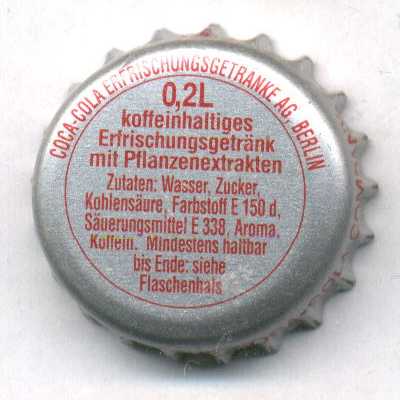 COCA-COLA ERFRISCHUNGSGETRÄNKE AG, BERLIN
0,2L
koffeinhaltiges
Erfrischungsgetränk
mit Pflanzenextrakten
Zutaten: Wasser, Zucker,
Kohlensäure, Farbstoff E 150 d,
Säuerungsmittel E 338, Aroma,
Koffein. Mindestens haltbar
bis Ende: siehe
Flaschenhals